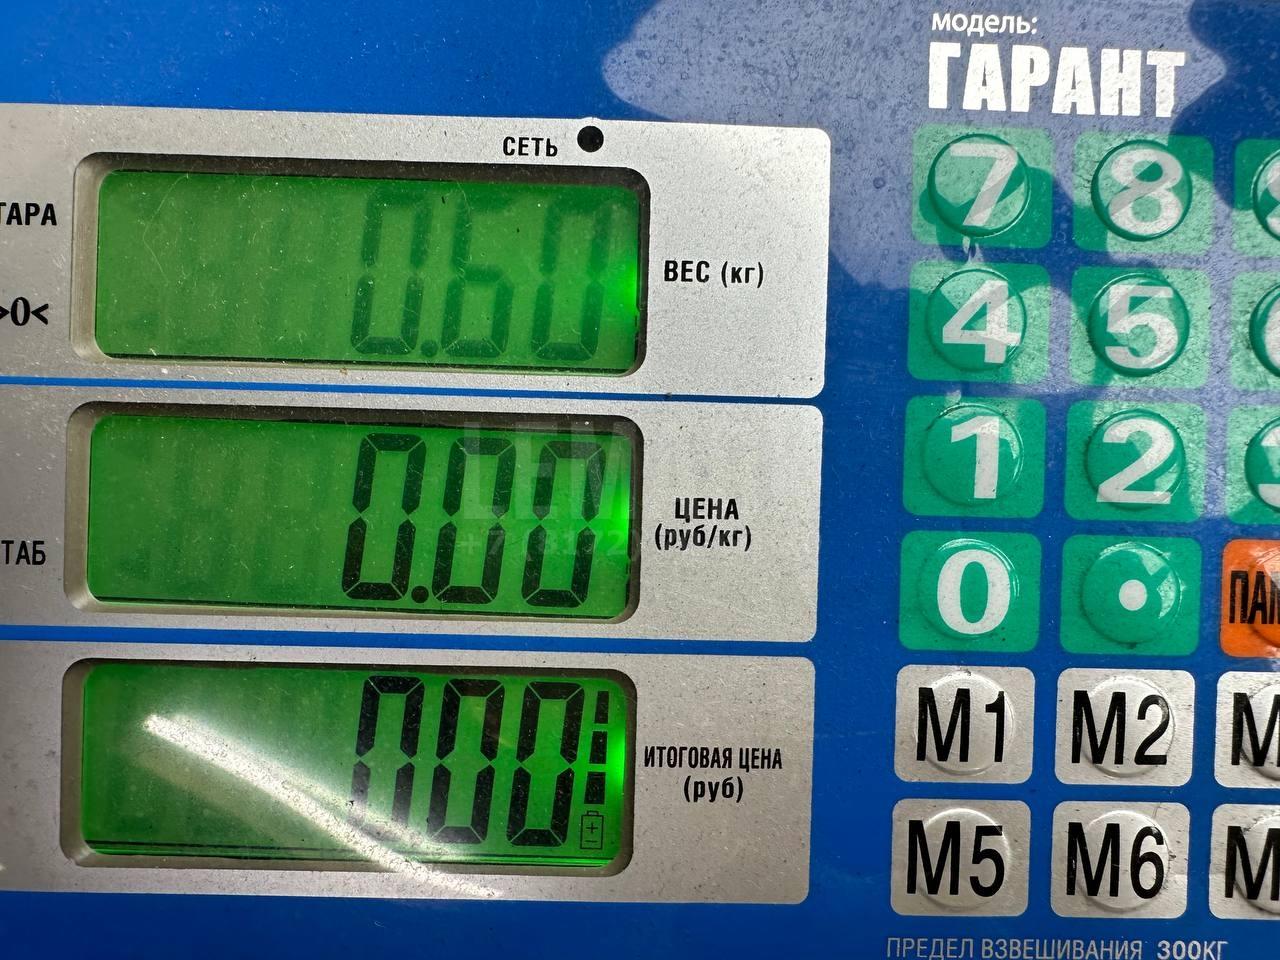 модель:
ГАРАНТ
СЕТЬ
ТАРА
0.60
ВЕС (кг)
>0<
7 8
4 5
1 2
0.00
ЦЕНА
(руб/кг)
ТАБ
0 .
0.00
ИТОГОВАЯ ЦЕНА
(руб)
M1 M2
M5 M6
ПРЕДЕЛ ВЗВЕШИВАНИЯ 300КГ